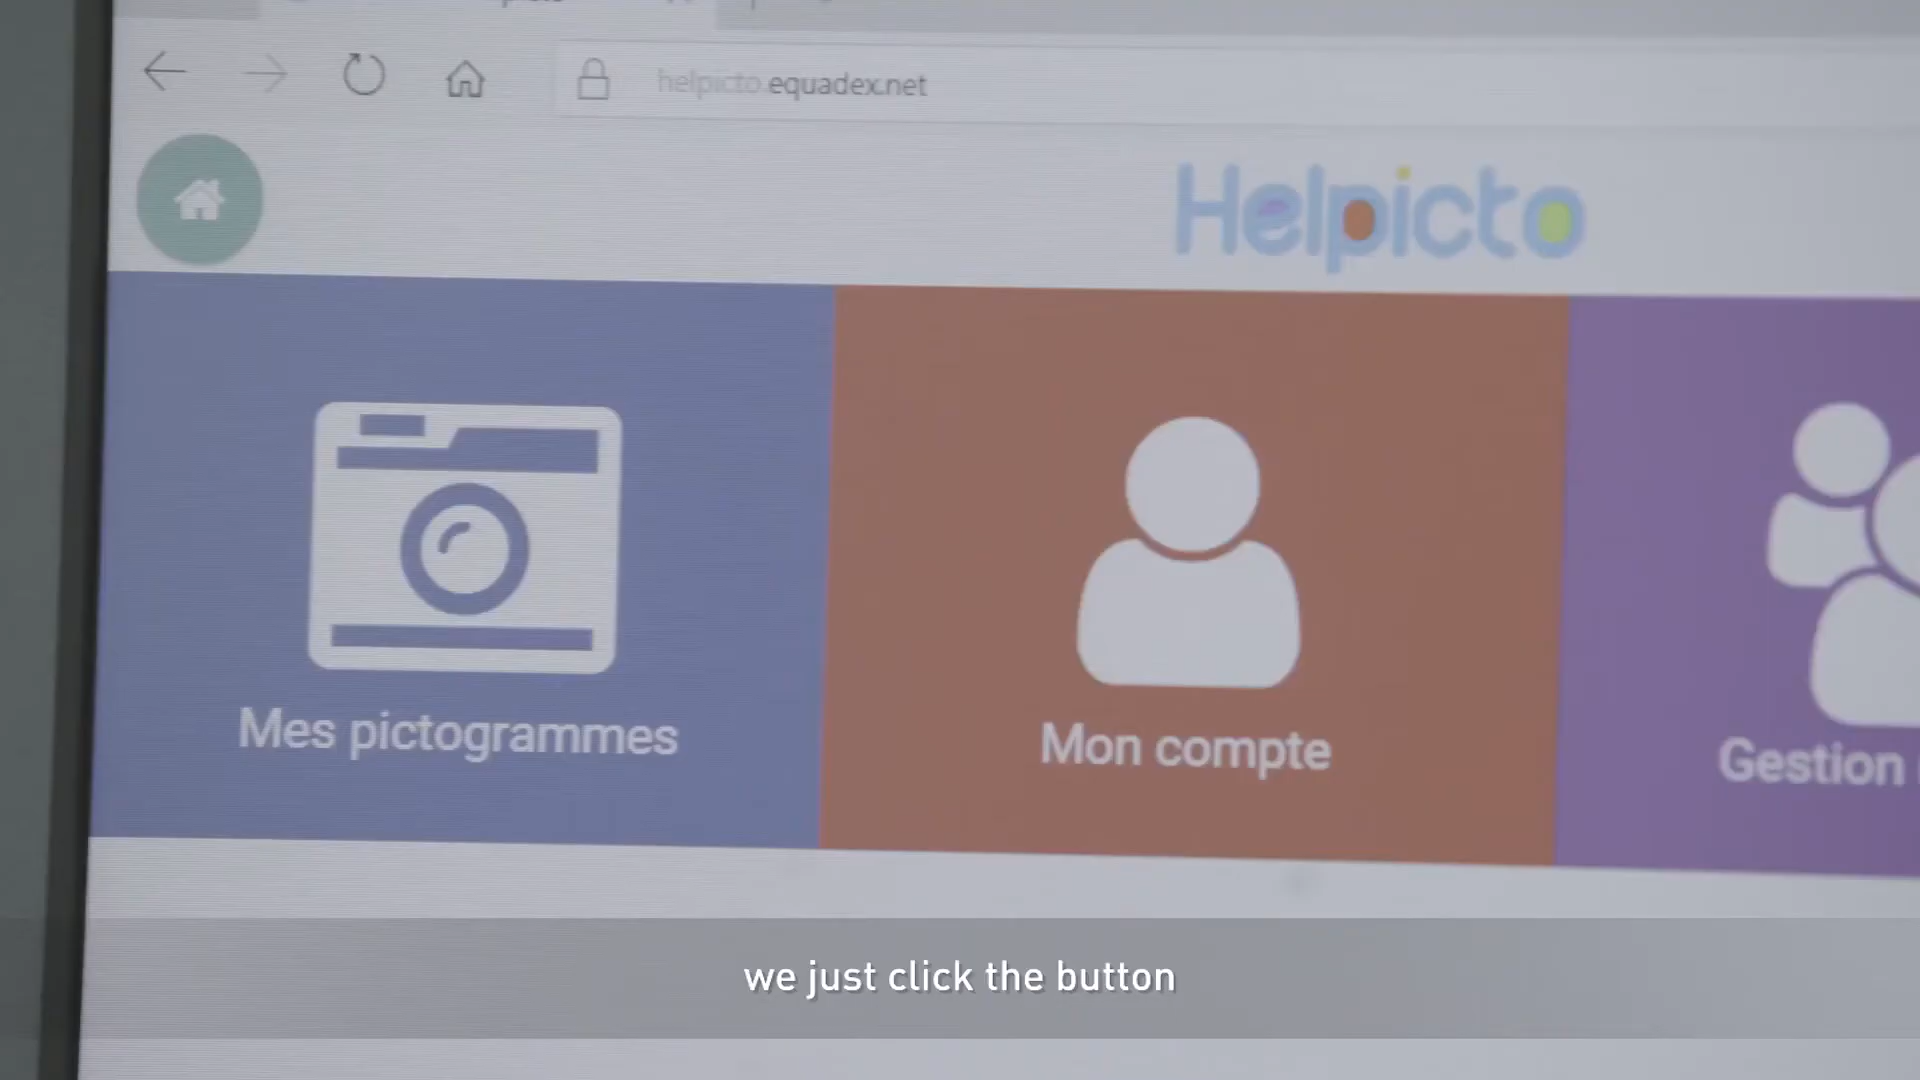 helpicto.equadex.net
Helpicto
Mes pictogrammes
Mon compte
Gestion
we just click the button